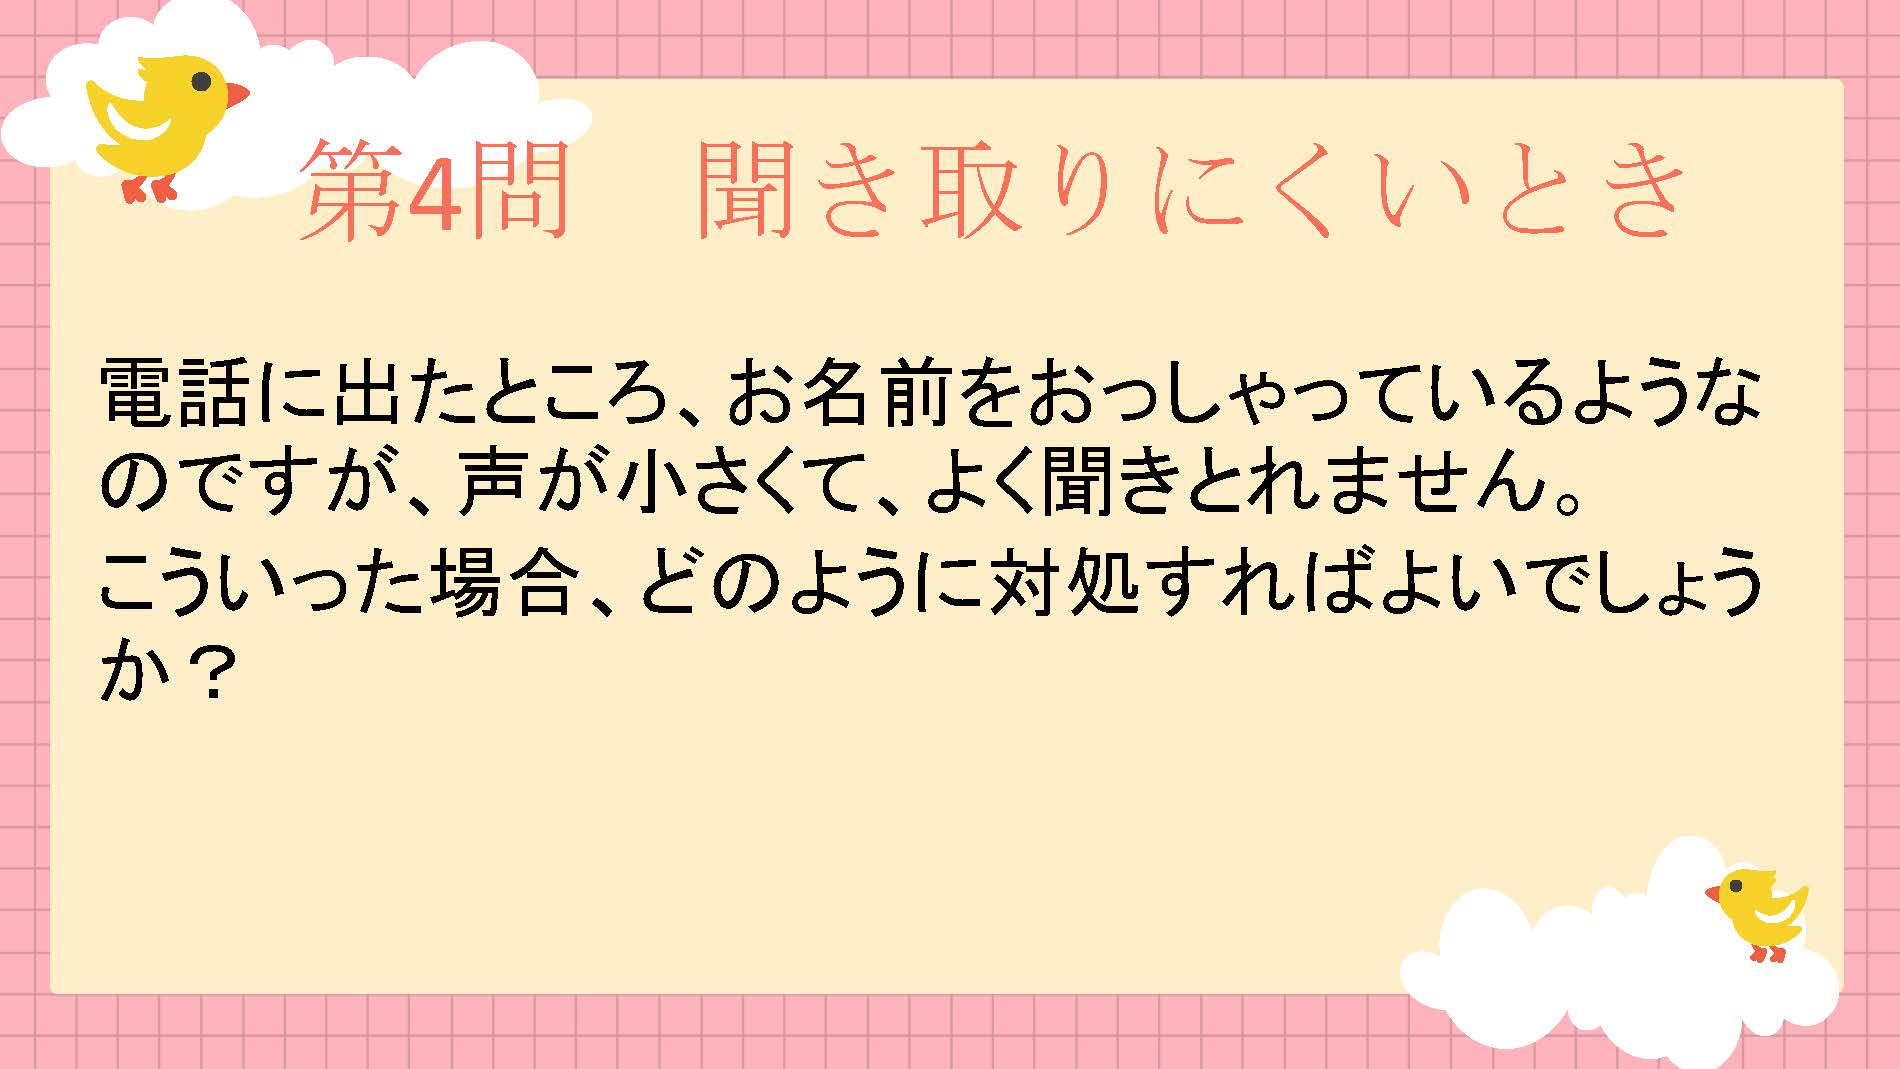 第4問　聞き取りにくいとき
電話に出たところ、お名前をおっしゃっているような
のですが、声が小さくて、よく聞きとれません。
こういった場合、どのように対処すればよいでしょう
か？